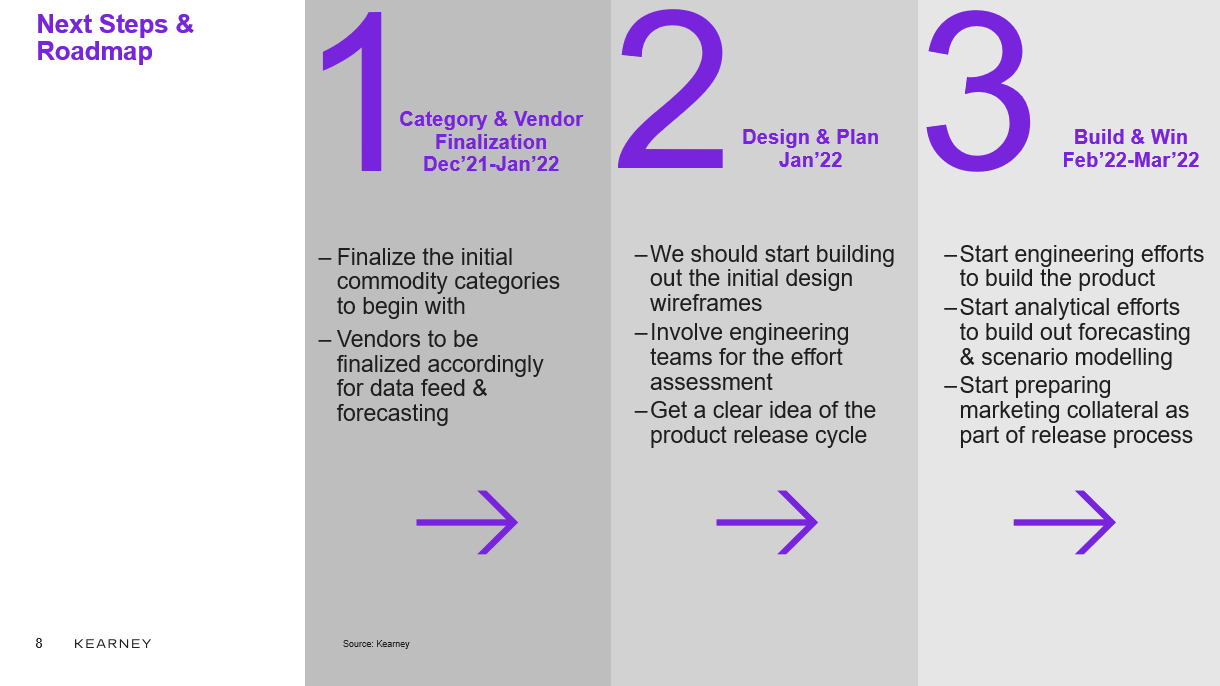 Next Steps &
Roadmap
1
Category & Vendor
Finalization
Dec’21-Jan’22
– Finalize the initial
commodity categories
to begin with
– Vendors to be
finalized accordingly
for data feed &
forecasting
2
Design & Plan
Jan’22
–We should start building
out the initial design
wireframes
–Involve engineering
teams for the effort
assessment
–Get a clear idea of the
product release cycle
3
Build & Win
Feb’22-Mar’22
–Start engineering efforts
to build the product
–Start analytical efforts
to build out forecasting
& scenario modelling
–Start preparing
marketing collateral as
part of release process
8 KEARNEY
Source: Kearney